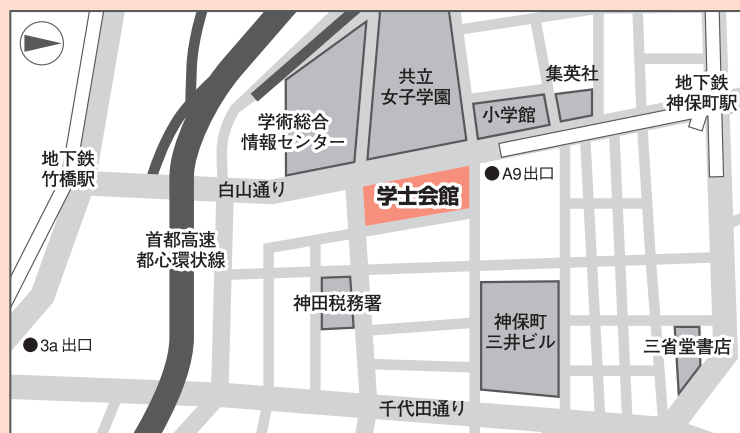 共立
女子学園
集英社
小学館
地下鉄
神保町駅
学術総合
情報センター
地下鉄
竹橋駅
A9出口
白山通り
学士会館
首都高速
都心環状線
神田税務署
神保町
三井ビル
三省堂書店
3a 出口
千代田通り